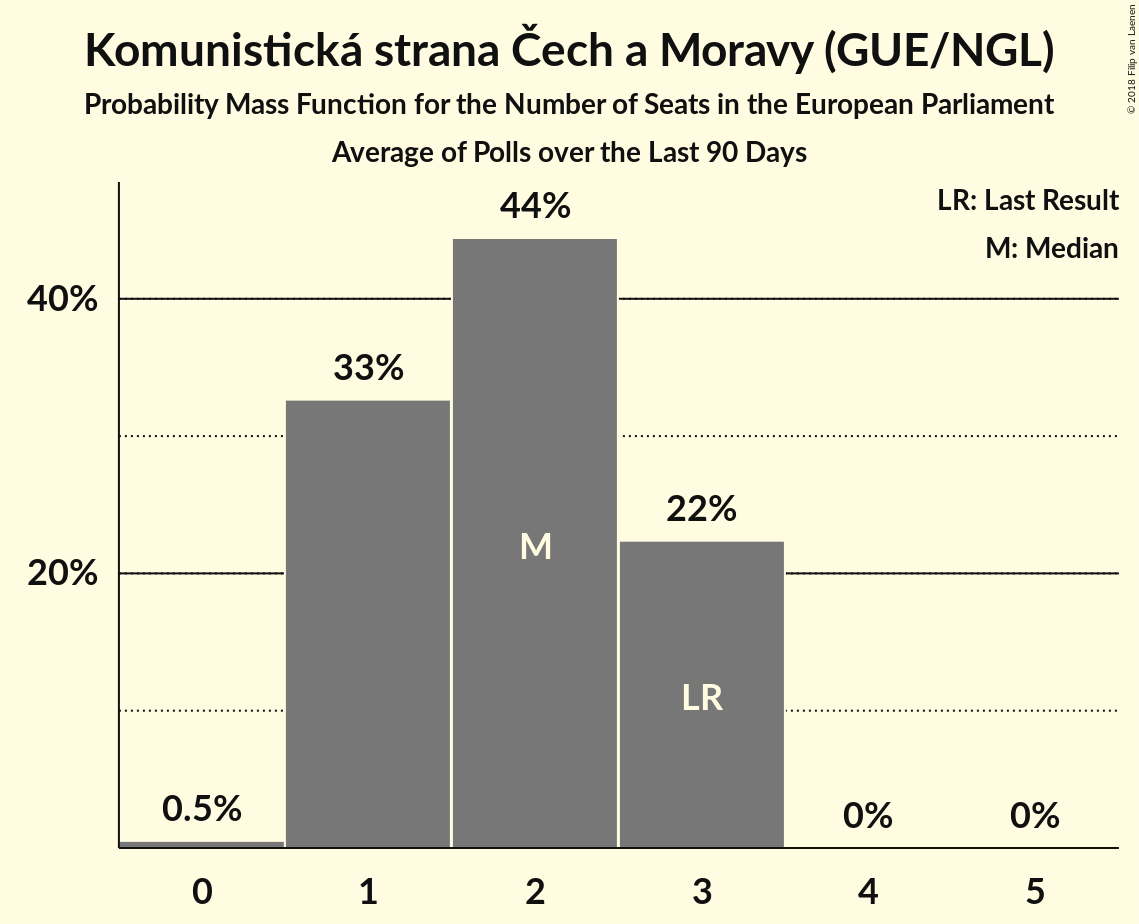 Komunistická strana Čech a Moravy (GUE/NGL)
Probability Mass Function for the Number of Seats in the European Parliament
Average of Polls over the Last 90 Days
© 2018 Filip van Laenen
LR: Last Result
M: Median
44%
40%
33%
22%
M
20%
LR
0.5%
0%
0%
0
1
2
3
4
5